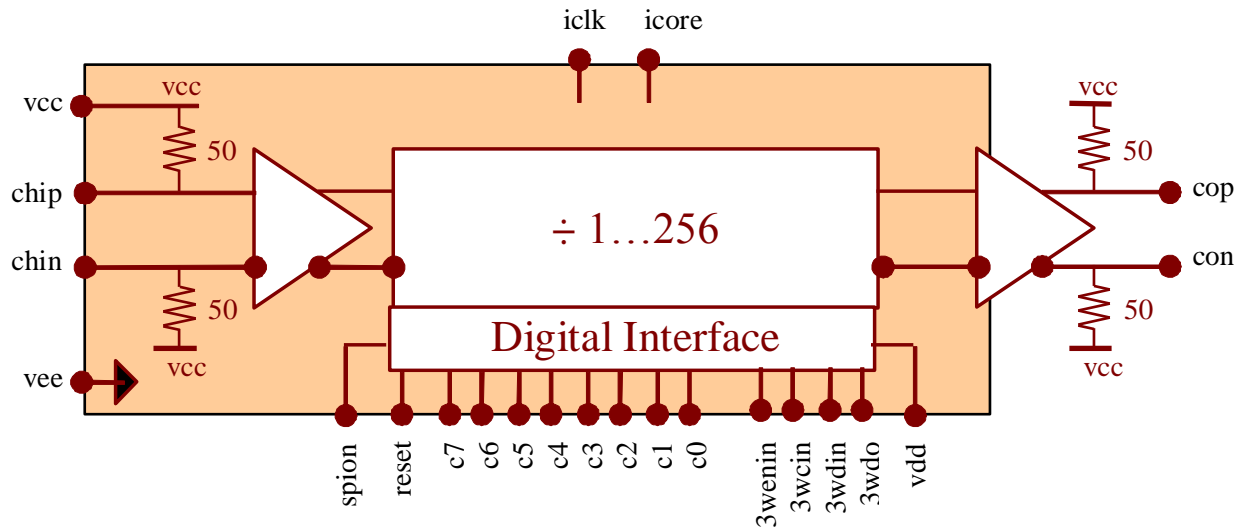 iclk icore
vcc
vcc
50
vcc
50
chip
cop
÷ 1…256
chin
con
50
vcc
50
vcc
Digital Interface
vee
spion
reset
c7
c6
c5
c4
c3
c2
c1
c0
3wenin
3wcin
3wdin
3wdo
vdd